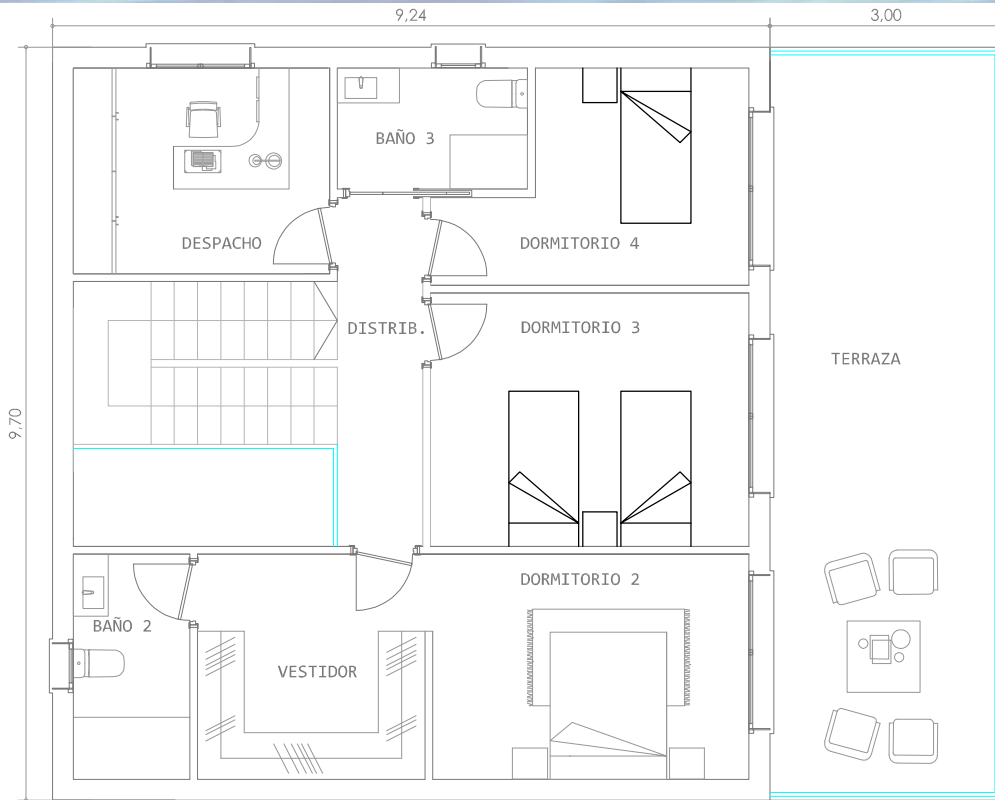 9,24
3,00
BAÑO 3
DESPACHO
DORMITORIO 4
DISTRIB.
DORMITORIO 3
TERRAZA
9,70
DORMITORIO 2
BAÑO 2
VESTIDOR